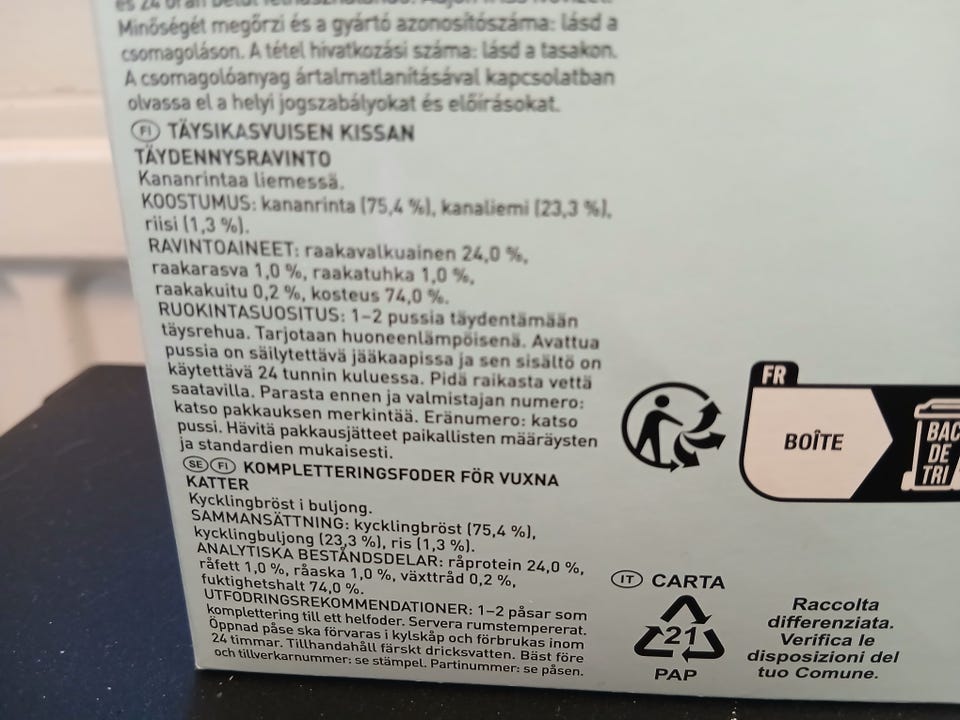 és 24 órán belül
Minőségét megőrzi és a gyártó azonosítószáma: lásd a
csomagoláson. A tétel hivatkozási száma: lásd a tasakon.
A csomagolóanyag ártalmatlanításával kapcsolatban
olvassa el a helyi jogszabályokat és előírásokat.
FI TÄYSIKASVUISEN KISSAN
TÄYDENNYSRAVINTO
Kananrintaa liemessä.
KOOSTUMUS: kananrinta (75,4 %), kanaliemi (23,3 %),
riisi (1,3 %).
RAVINTOAINEET: raakavalkuainen 24,0 %,
raakarasva 1,0 %, raakatuhka 1,0 %,
raakakuitu 0,2 %, kosteus 74,0 %.
RUOKINTASUOSITUS: 1–2 pussia täydentämään
täysrehua. Tarjotaan huoneenlämpöisenä. Avattua
pussia on säilytettävä jääkaapissa ja sen sisältö on
käytettävä 24 tunnin kuluessa. Pidä raikasta vettä
saatavilla. Parasta ennen ja valmistajan numero:
katso pakkauksen merkintää. Eränumero: katso
pussi. Hävitä pakkausjätteet paikallisten määräysten
ja standardien mukaisesti.
SE FI KOMPLETTERINGSFODER FÖR VUXNA
KATTER
Kycklingbröst i buljong.
SAMMANSÄTTNING: kycklingbröst (75,4 %),
kycklingbuljong (23,3 %), ris (1,3 %).
ANALYTISKA BESTÅNDSDELAR: råprotein 24,0 %,
råfett 1,0 %, råaska 1,0 %, växttråd 0,2 %,
fuktighetshalt 74,0 %.
UTFODRINGSREKOMMENDATIONER: 1–2 påsar som
komplettering till ett helfoder. Servera rumstempererat.
Öppnad påse ska förvaras i kylskåp och förbrukas inom
24 timmar. Tillhandahåll färskt dricksvatten. Bäst före
och tillverkarnummer: se stämpel. Partinummer: se påsen.
FR
BOÎTE
BAC
DE
TRI
IT CARTA
21
PAP
Raccolta
differenziata.
Verifica le
disposizioni del
tuo Comune.